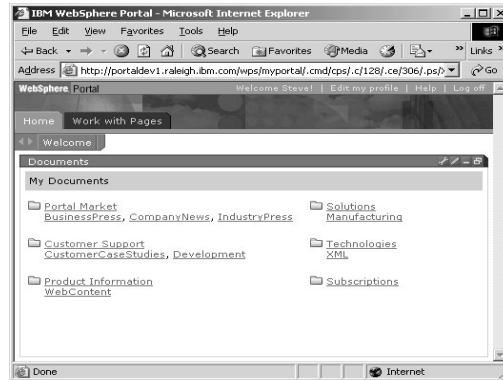 IBM WebSphere Portal - Microsoft Internet Explorer
File Edit View Favorites Tools Help
Back Search Favorites Media » Links »
Address http://portaldev1.raleigh.ibm.com/wps/myportal/.cmd/cps/.c/128/.ce/306/.ps/ Go
WebSphere Portal Welcome Steve! | Edit my profile | Help | Log off
Home Work with Pages
Welcome
Documents
My Documents
Portal Market Solutions
BusinessPress, CompanyNews, IndustryPress Manufacturing
Customer Support Technologies
CustomerCaseStudies, Development XML
Product Information Subscriptions
WebContent
Done Internet